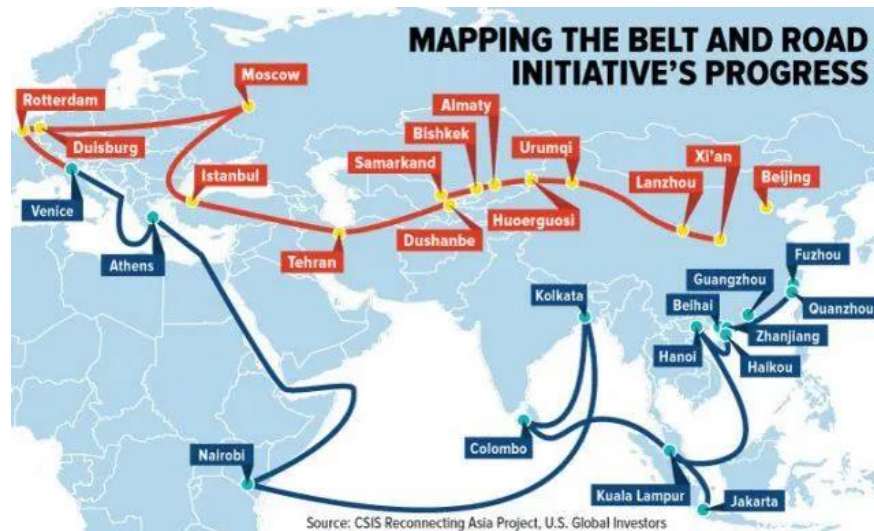 MAPPING THE BELT AND ROAD
INITIATIVE'S PROGRESS
Moscow
Rotterdam
Duisburg
Almaty
Bishkek
Urumqi
Xi'an
Samarkand
Istanbul
Lanzhou
Beijing
Venice
Huoerguosi
Dushanbe
Athens
Tehran
Fuzhou
Guangzhou
Kolkata
Beihai
Quanzhou
Zhanjiang
Hanoi
Haikou
Colombo
Nairobi
Kuala Lampur
Jakarta
Source: CSIS Reconnecting Asia Project, U.S. Global Investors